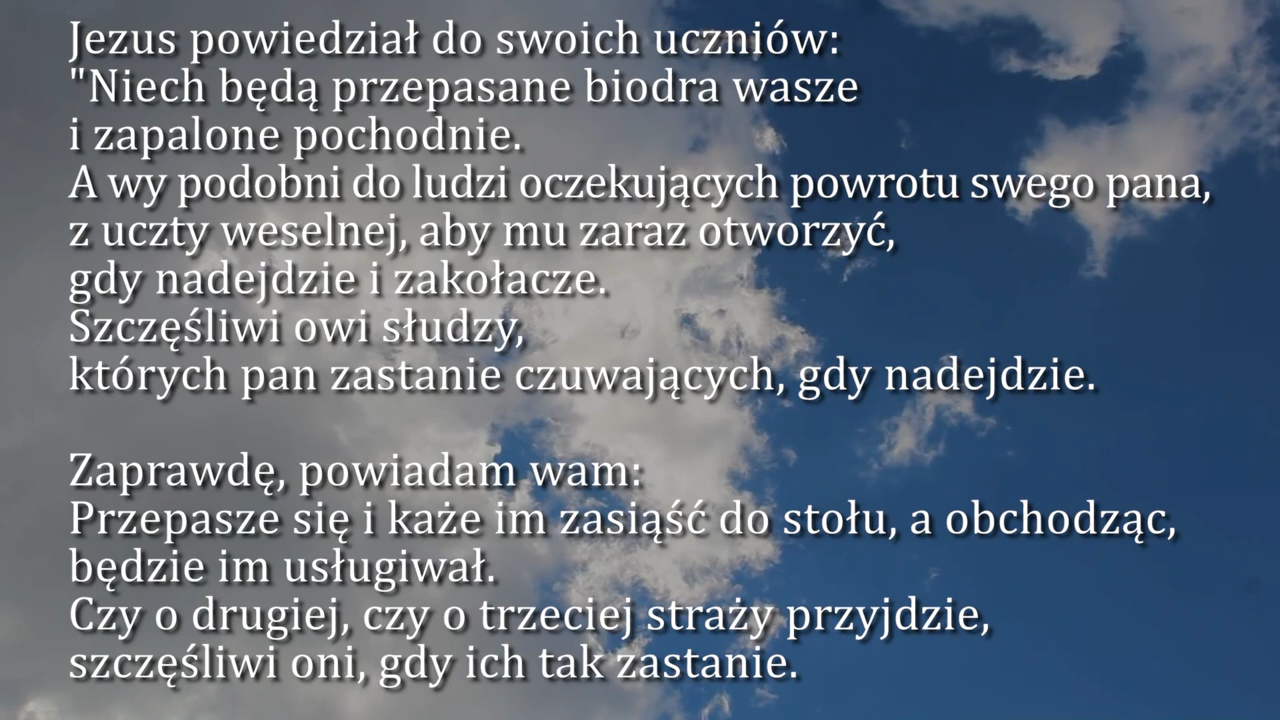 Jezus powiedział do swoich uczniów:
"Niech będą przepasane biodra wasze
i zapalone pochodnie.
A wy podobni do ludzi oczekujących powrotu swego pana,
z uczty weselnej, aby mu zaraz otworzyć,
gdy nadejdzie i zakołacze.
Szczęśliwi owi słudzy,
których pan zastanie czuwających, gdy nadejdzie.
Zaprawdę, powiadam wam:
Przepasze się i każe im zasiąść do stołu, a obchodząc,
będzie im usługiwał.
Czy o drugiej, czy o trzeciej straży przyjdzie,
szczęśliwi oni, gdy ich tak zastanie.